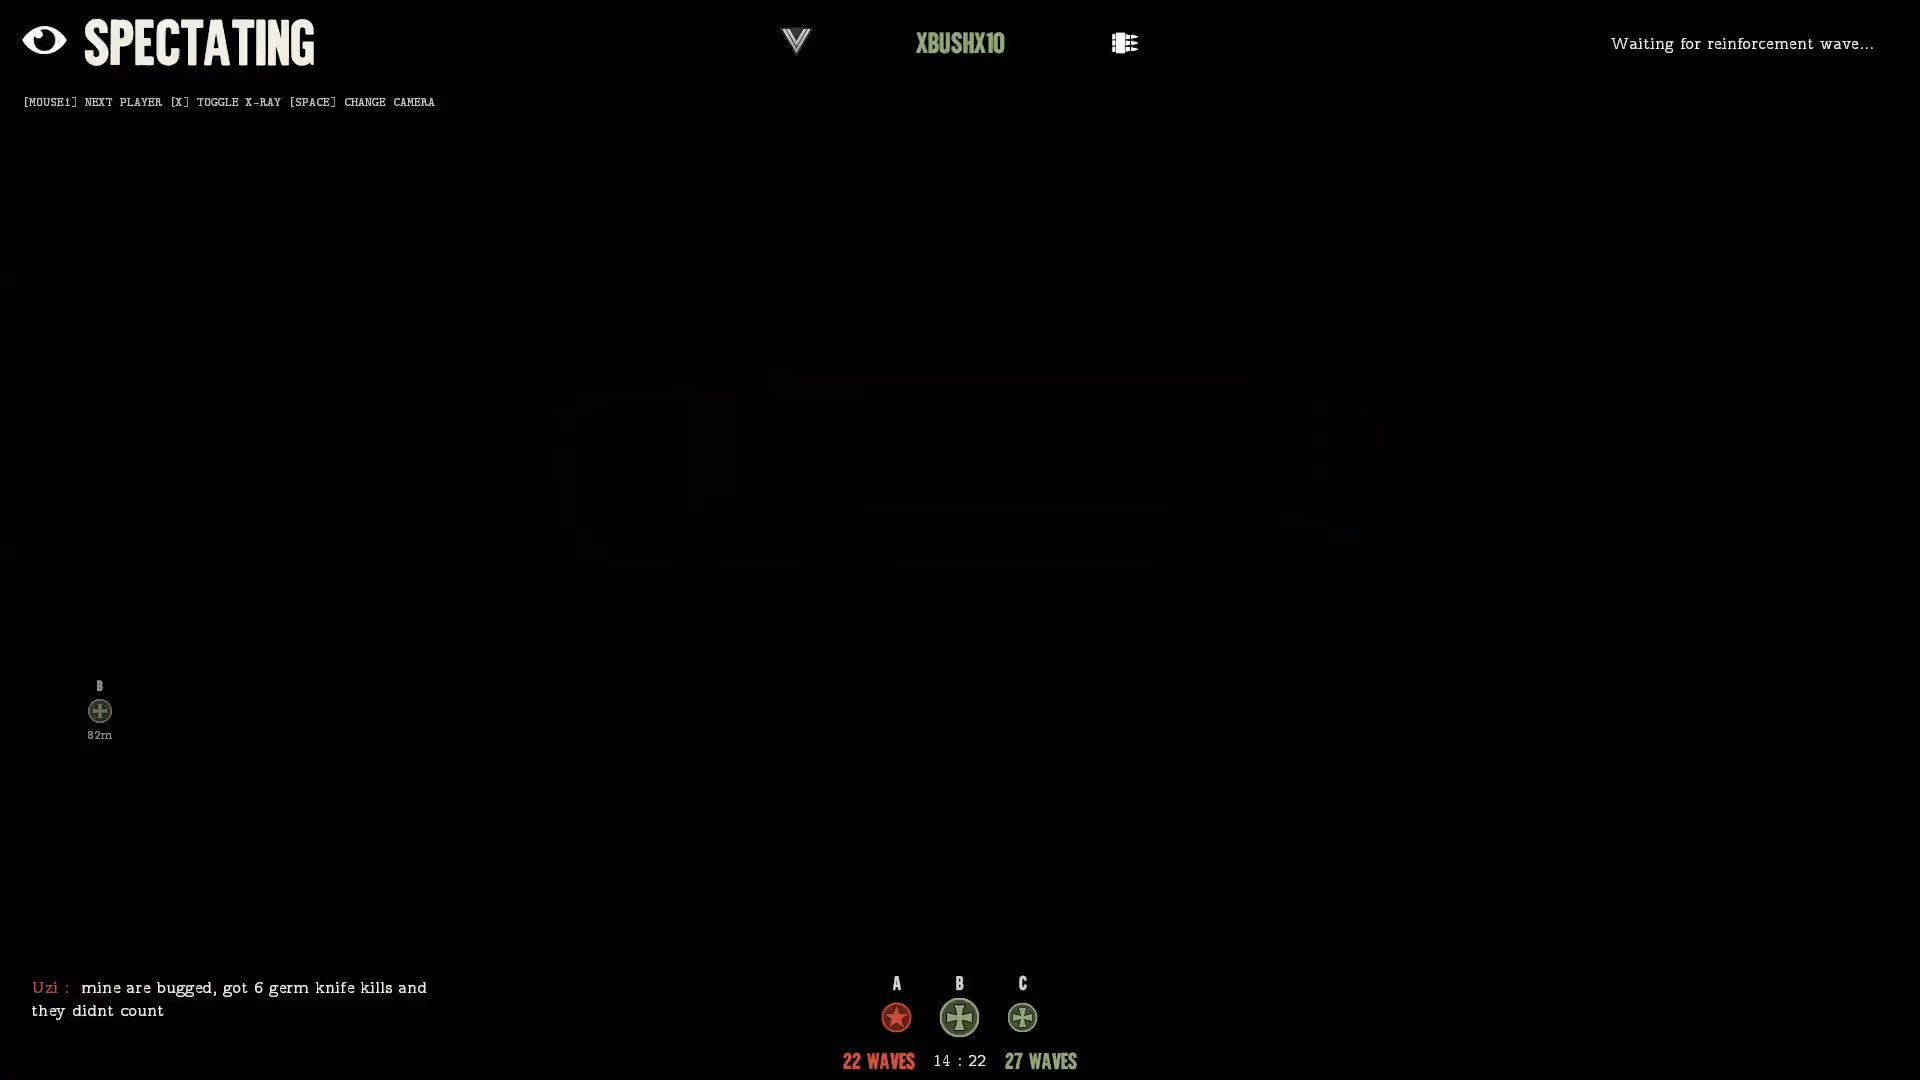 SPECTATING
XBUSHX10
Waiting for reinforcement wave...
[MOUSE1] NEXT PLAYER [X] TOGGLE X-RAY [SPACE] CHANGE CAMERA
B
82m
Uzi : mine are bugged, got 6 germ knife kills and
they didnt count
A B C
22 WAVES 14 : 22 27 WAVES